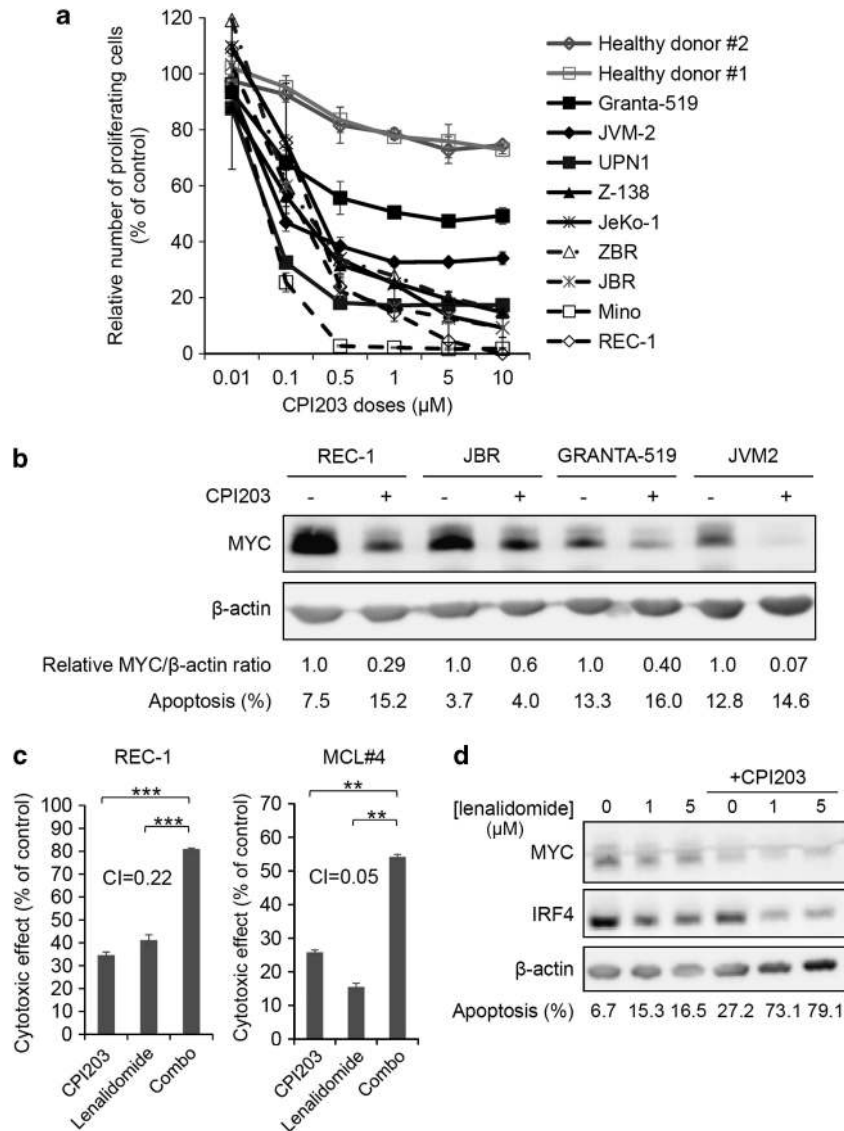 a
Relative number of proliferating cells
(% of control)
120
100
80
60
40
20
0
0.01 0.1 0.5 1 5 10
CPI203 doses (µM)
Healthy donor #2
Healthy donor #1
Granta-519
JVM-2
UPN1
Z-138
JeKo-1
ZBR
JBR
Mino
REC-1
b
REC-1 JBR GRANTA-519 JVM2
CPI203 - + - + - + - +
MYC
β-actin
Relative MYC/β-actin ratio 1.0 0.29 1.0 0.6 1.0 0.40 1.0 0.07
Apoptosis (%) 7.5 15.2 3.7 4.0 13.3 16.0 12.8 14.6
c
REC-1
Cytotoxic effect (% of control)
100
90
80
70
60
50
40
30
20
10
0
***
***
CI=0.22
CPI203
Lenalidomide
Combo
MCL#4
Cytotoxic effect (% of control)
70
60
50
40
30
20
10
0
**
**
CI=0.05
CPI203
Lenalidomide
Combo
d
+CPI203
[lenalidomide] 0 1 5 0 1 5
(µM)
MYC
IRF4
β-actin
Apoptosis (%) 6.7 15.3 16.5 27.2 73.1 79.1